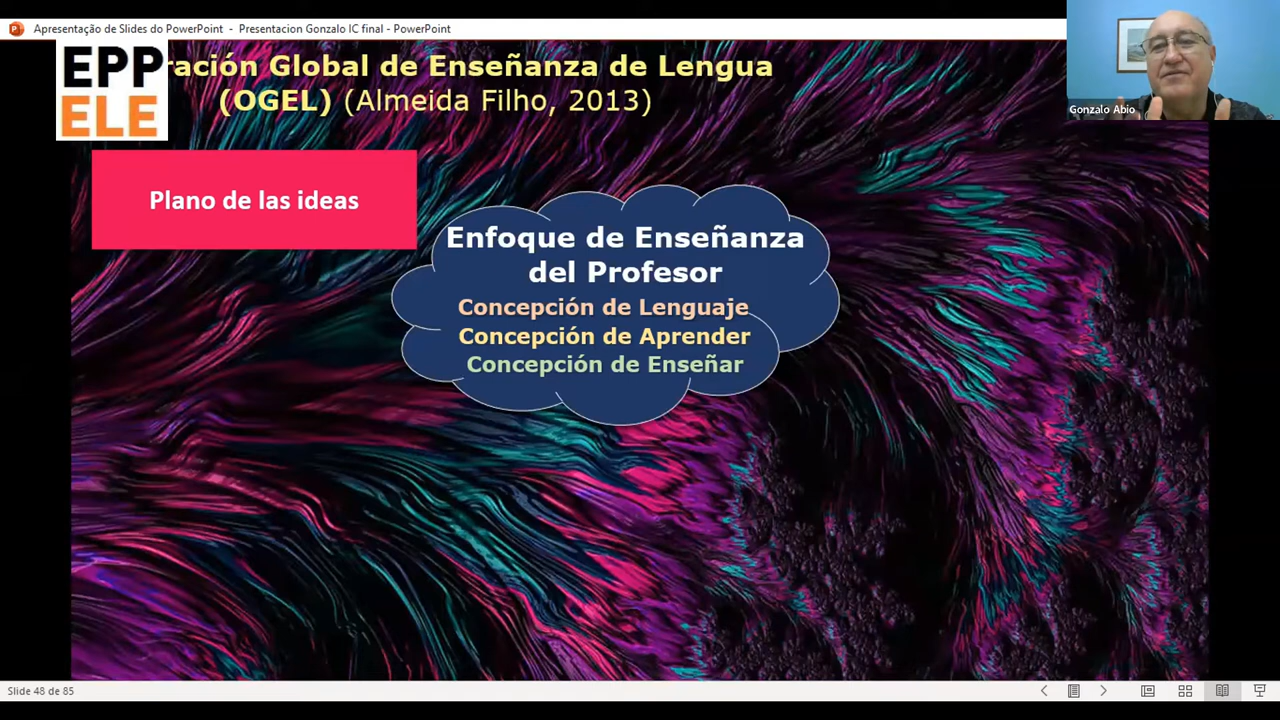 Apresentação de Slides do PowerPoint - Presentacion Gonzalo IC final - PowerPoint
EPP
ELE
ración Global de Enseñanza de Lengua
(OGEL) (Almeida Filho, 2013)
Gonzalo Abio
Plano de las ideas
Enfoque de Enseñanza
del Profesor
Concepción de Lenguaje
Concepción de Aprender
Concepción de Enseñar
Slide 48 de 85